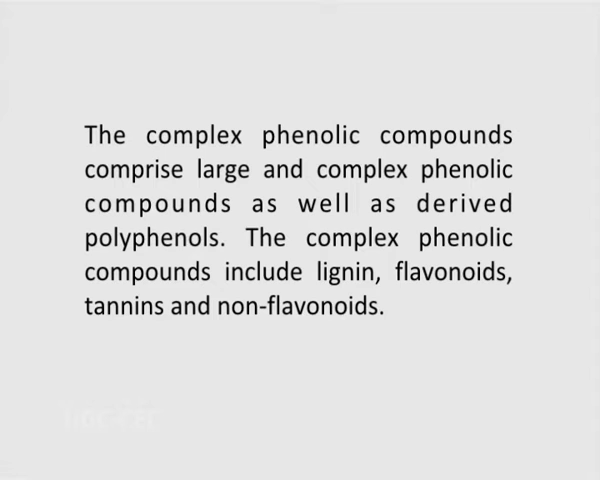 The complex phenolic compounds
comprise large and complex phenolic
compounds as well as derived
polyphenols. The complex phenolic
compounds include lignin, flavonoids,
tannins and non-flavonoids.